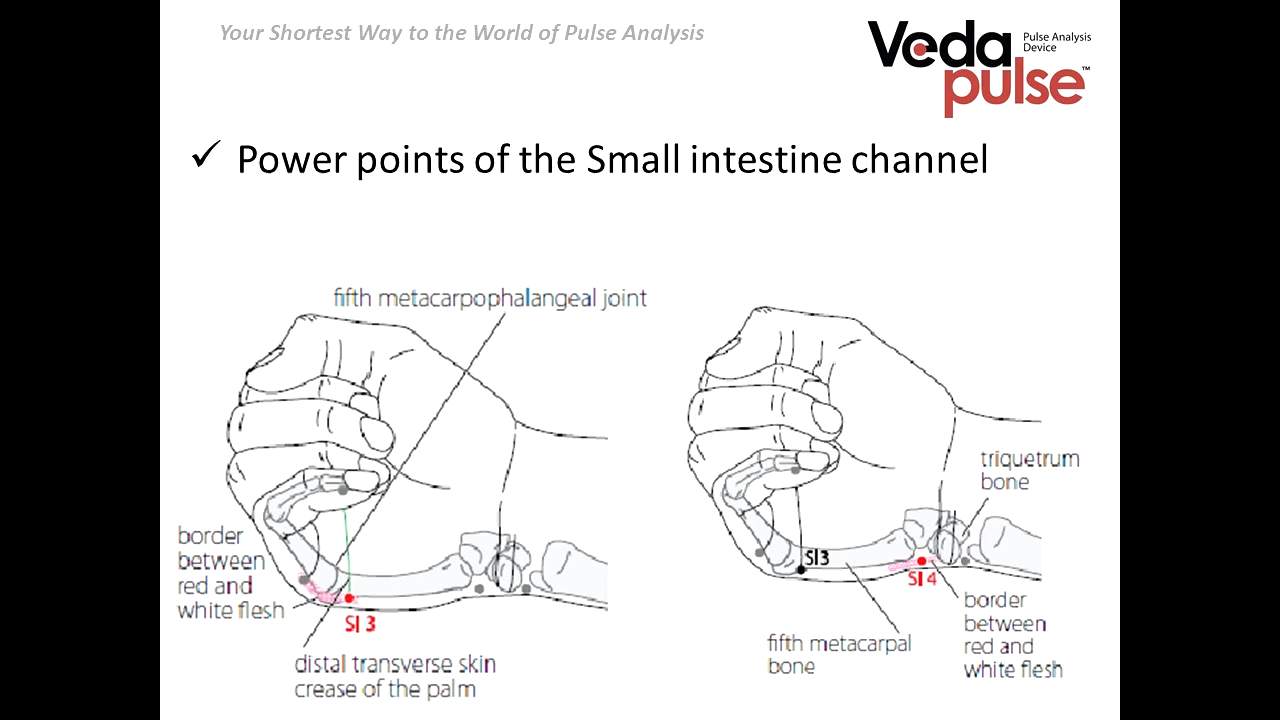 Your Shortest Way to the World of Pulse Analysis
Veda
Pulse Analysis
Device
pulse™
✓ Power points of the Small intestine channel
fifth metacarpophalangeal joint
border
between
red and
white flesh
SI 3
distal transverse skin
crease of the palm
triquetrum
bone
SI3
SI 4
fifth metacarpal
bone
border
between
red and
white flesh